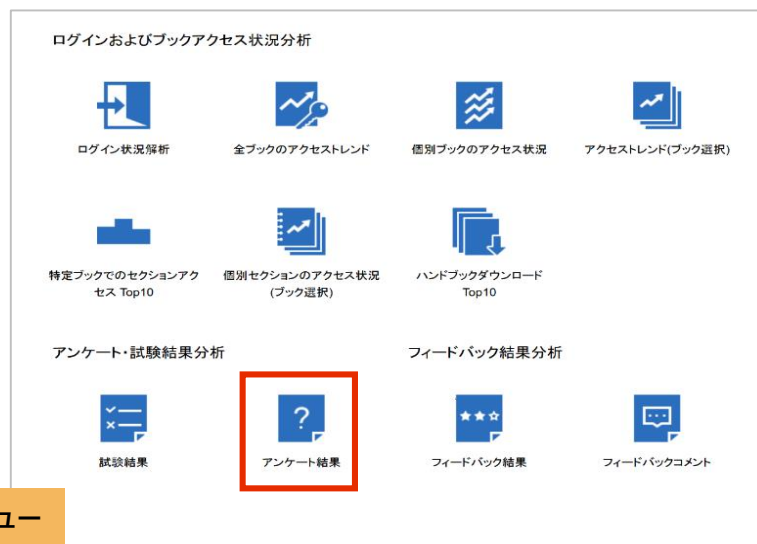 ログインおよびブックアクセス状況分析
ログイン状況解析
全ブックのアクセストレンド
個別ブックのアクセス状況
アクセストレンド(ブック選択)
特定ブックでのセクションアク
セス Top10
個別セクションのアクセス状況
(ブック選択)
ハンドブックダウンロード
Top10
アンケート・試験結果分析
フィードバック結果分析
試験結果
?
アンケート結果
フィードバック結果
フィードバックコメント
ュー